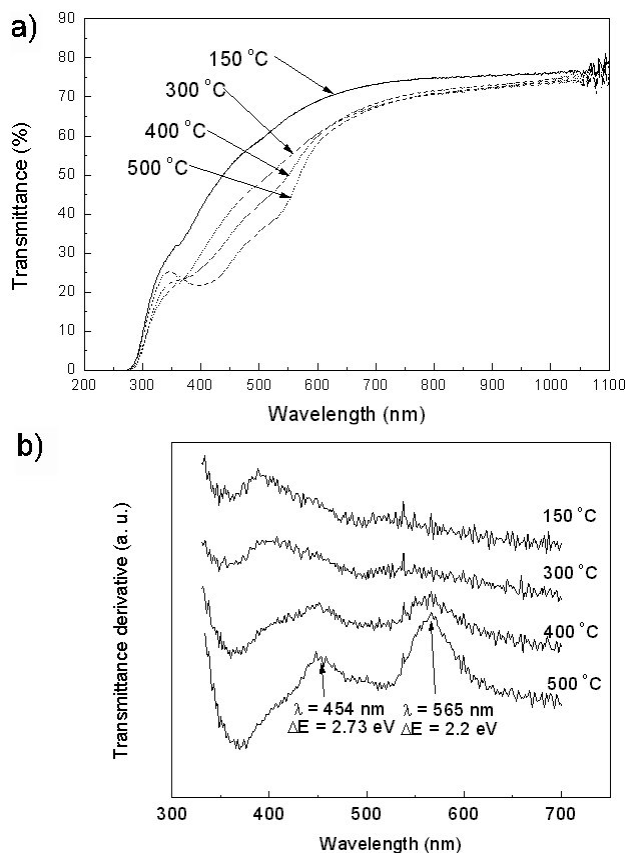 a)
90
80
70
60
50
40
30
20
10
0
Transmittance (%)
150 °C
300 °C
400 °C
500 °C
200 300 400 500 600 700 800 900 1000 1100
Wavelength (nm)
b)
Transmittance derivative (a. u.)
150 °C
300 °C
400 °C
500 °C
λ = 454 nm
ΔE = 2.73 eV
λ = 565 nm
ΔE = 2.2 eV
300 400 500 600 700
Wavelength (nm)